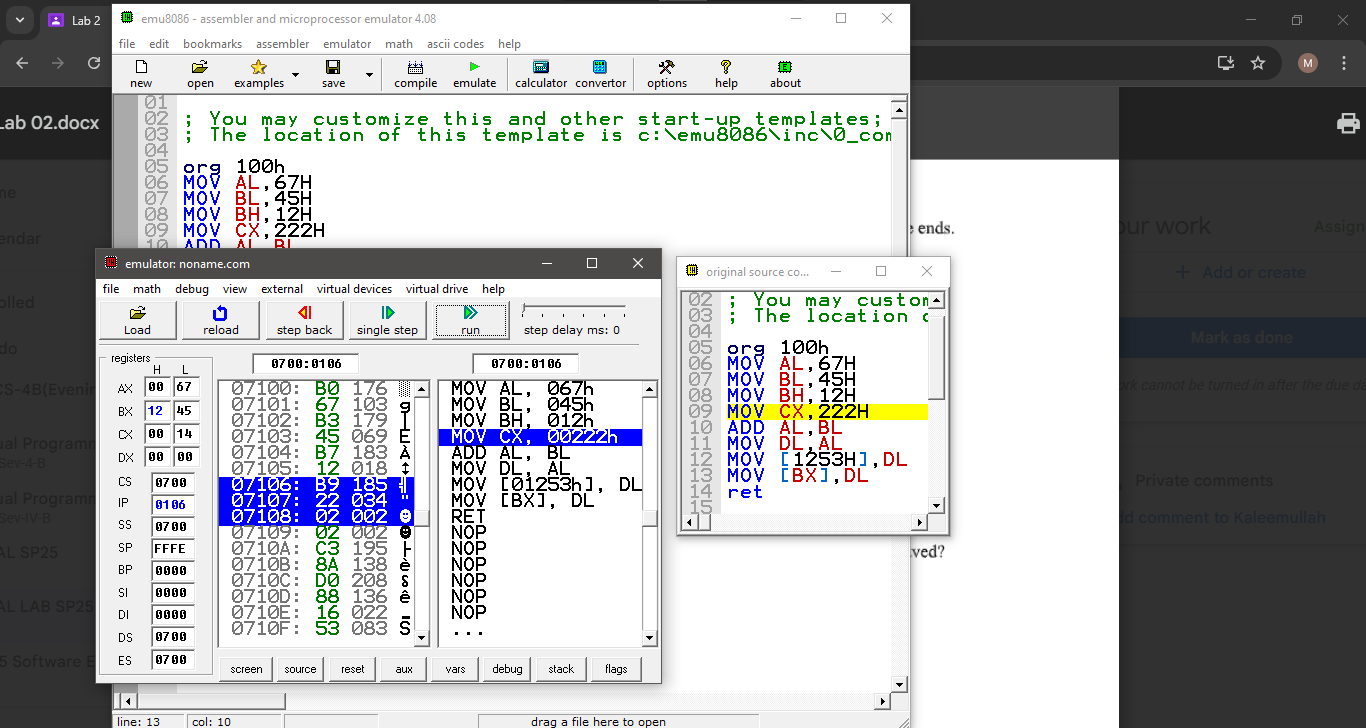 Lab 2
emu8086 - assembler and microprocessor emulator 4.08
file edit bookmarks assembler emulator math ascii codes help
new open examples save compile emulate calculator convertor options help about
M
Lab 02.docx
01
02 ; You may customize this and other start-up templates;
03 ; The location of this template is c:\emu8086\inc\0_com
04
05 org 100h
06 MOV AL,67H
07 MOV BL,45H
08 MOV BH,12H
09 MOV CX,222H
10 ADD AL,BL
ends.
emulator: noname.com
file math debug view external virtual devices virtual drive help
Load reload step back single step run step delay ms: 0
registers
H L
AX 00 67
BX 12 45
CX 00 14
DX 00 00
CS 0700
IP 0106
SS 0700
SP FFFE
BP 0000
SI 0000
DI 0000
DS 0700
ES 0700
0700:0106
07100: B0 176 ░
07101: 67 103 g
07102: B3 179 │
07103: 45 069 E
07104: B7 183 À
07105: 12 018 ↕
07106: B9 185 ╣
07107: 22 034 "
07108: 02 002 ☻
07109: 02 002 ☻
0710A: C3 195 ├
0710B: 8A 138 è
0710C: D0 208 š
0710D: 88 136 ê
0710E: 16 022 ▬
0710F: 53 083 S
0700:0106
MOV AL, 067h
MOV BL, 045h
MOV BH, 012h
MOV CX, 00222h
ADD AL, BL
MOV DL, AL
MOV [01253h], DL
MOV [BX], DL
RET
NOP
NOP
NOP
NOP
NOP
NOP
...
screen source reset aux vars debug stack flags
original source co...
02 ; You may custom
03 ; The location o
04
05 org 100h
06 MOV AL,67H
07 MOV BL,45H
08 MOV BH,12H
09 MOV CX,222H
10 ADD AL,BL
11 MOV DL,AL
12 MOV [1253H],DL
13 MOV [BX],DL
14 ret
15
ved?
our work Assign
+ Add or create
Mark as done
rk cannot be turned in after the due da
Private comments
dd comment to Kaleemullah
me
endar
olled
do
CS-4B(Evenin
ual Programm
Sev-4-B
ual Programm
Sev-IV-B
AL SP25
AL LAB SP25
5 Software E
line: 13 col: 10 drag a file here to open